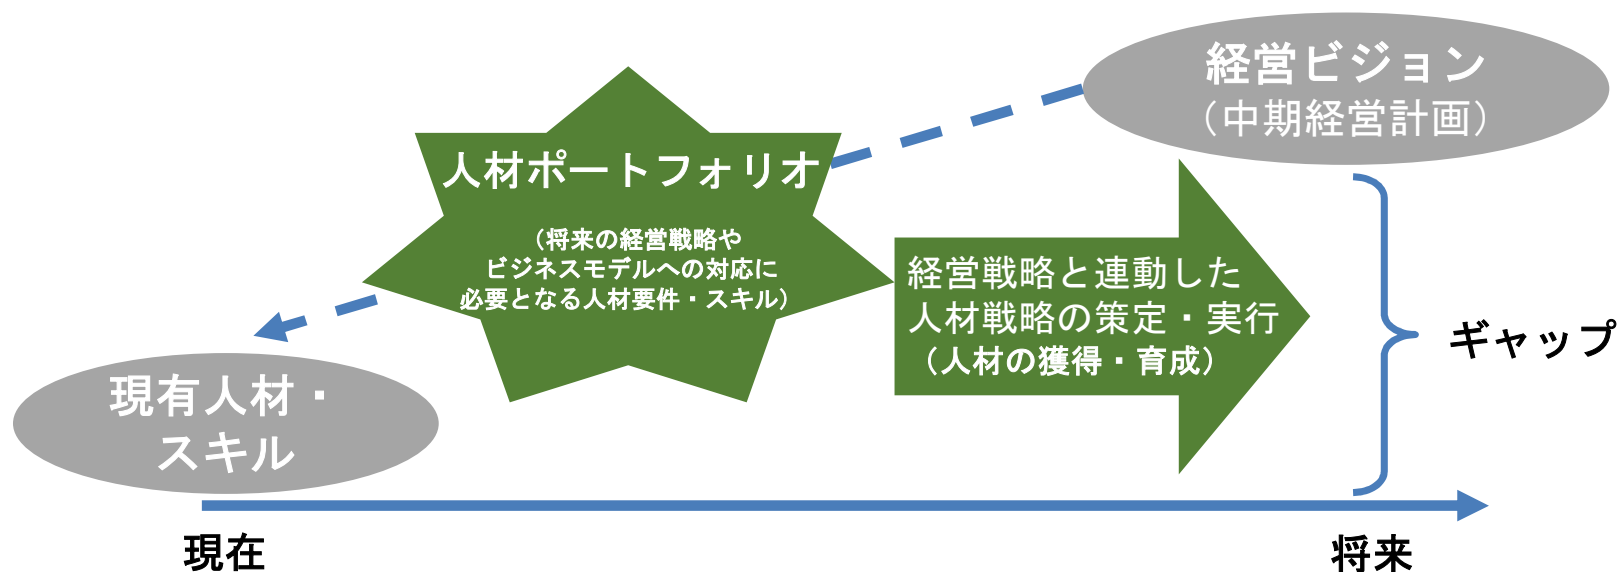 経営ビジョン
（中期経営計画）
人材ポートフォリオ
（将来の経営戦略や
ビジネスモデルへの対応に
必要となる人材要件・スキル）
経営戦略と連動した
人材戦略の策定・実行
（人材の獲得・育成）
ギャップ
現有人材・
スキル
現在
将来